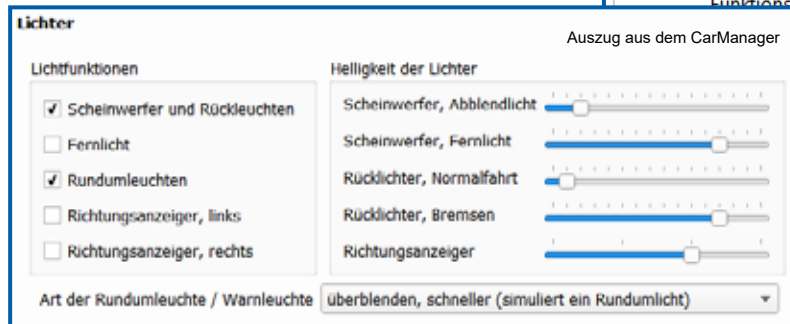 Funktions
Lichter
Auszug aus dem CarManager
Lichtfunktionen
Helligkeit der Lichter
Scheinwerfer und Rückleuchten
Scheinwerfer, Abblendlicht
Fernlicht
Scheinwerfer, Fernlicht
Rundumleuchten
Rücklichter, Normalfahrt
Richtungsanzeiger, links
Rücklichter, Bremsen
Richtungsanzeiger, rechts
Richtungsanzeiger
Art der Rundumleuchte / Warnleuchte
überblenden, schneller (simuliert ein Rundumlicht)